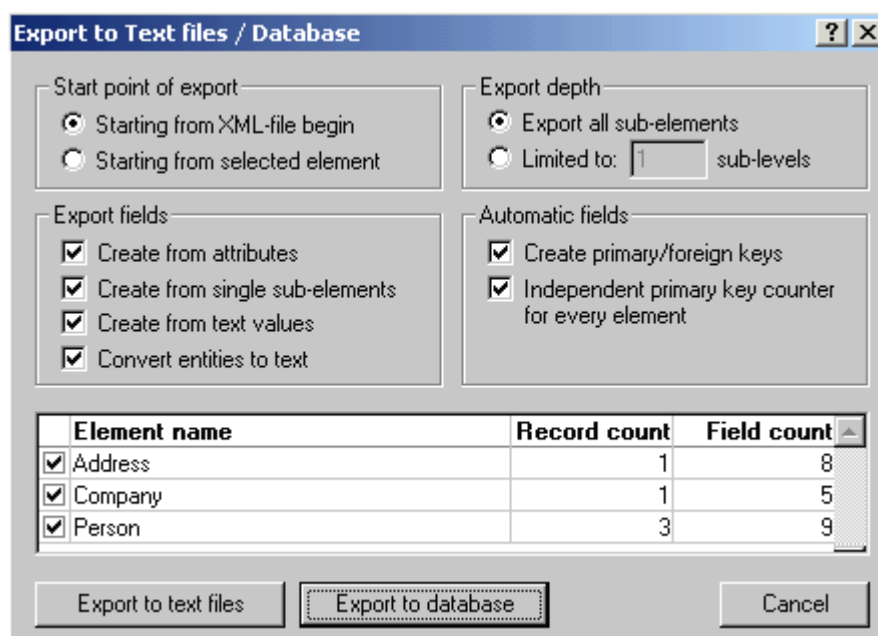 Export to Text files / Database
Start point of export
Starting from XML-file begin
Starting from selected element
Export depth
Export all sub-elements
Limited to: 1 sub-levels
Export fields
Create from attributes
Create from single sub-elements
Create from text values
Convert entities to text
Automatic fields
Create primary/foreign keys
Independent primary key counter
for every element
Element name Record count Field count
Address 1 8
Company 1 5
Person 3 9
Export to text files Export to database Cancel